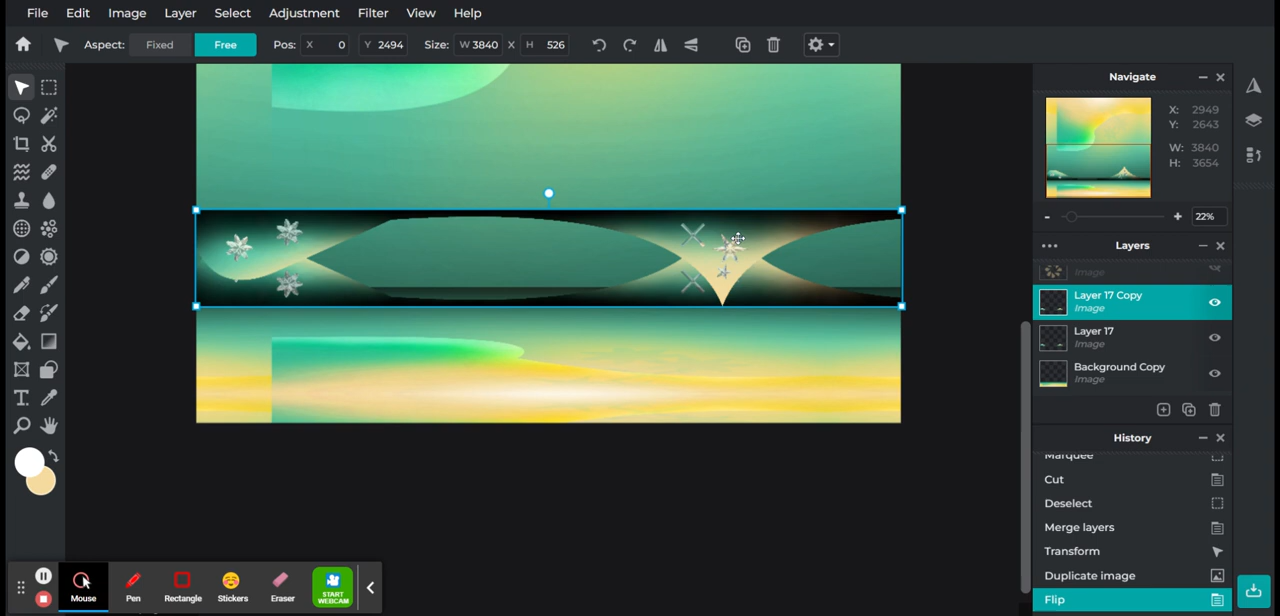 File Edit Image Layer Select Adjustment Filter View Help
Aspect: Fixed Free Pos: X 0 Y 2494 Size: W 3840 X H 526
Navigate
X: 2949
Y: 2643
W: 3840
H: 3654
- + 22%
Layers
Image
Layer 17 Copy
Image
Layer 17
Image
Background Copy
Image
History
Marquee
Cut
Deselect
Merge layers
Transform
Duplicate image
Flip
Mouse Pen Rectangle Stickers Eraser START WEBCAM